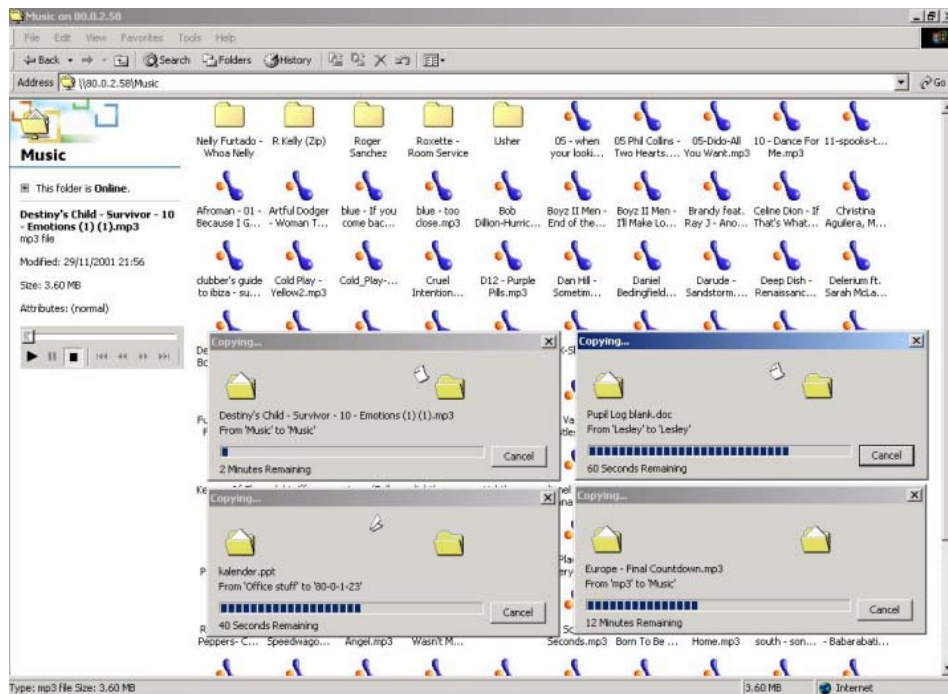 Music on 80.0.2.58
File Edit View Favorites Tools Help
Back Search Folders History
Address \\80.0.2.58\Music Go
Music
This folder is Online.
Destiny's Child - Survivor - 10
- Emotions (1) (1).mp3
mp3 file
Modified: 29/11/2001 21:56
Size: 3.60 MB
Attributes: (normal)
Nelly Furtado - R Kelly (Zip) Roger Roxette - Usher 05 - when 05 Phil Collins - 05-Dido-All 10 - Dance For 11-spooks-t...
Whoa Nelly Sanchez Room Service your looki... Two Hearts.... You Want.mp3 Me.mp3
Afroman - 01 - Artful Dodger blue - If you blue - too Bob Boyz II Men - Boyz II Men - Brandy feat. Celine Dion - If Christina
Because I G... - Woman T... come bac... close.mp3 Dillon-Hurric... End of the... I'll Make Lo... Ray J - Ano... That's What... Aguilera, M...
clubber's guide Cold Play - Cold_Play-... Cruel D12 - Purple Dan Hill - Daniel Darude - Deep Dish - Delerium ft.
to ibiza - su... Yellow2.mp3 Intention... Pills.mp3 Sometim... Bedingfield... Sandstorm.... Renaissanc... Sarah McLa...
Copying...
Destiny's Child - Survivor - 10 - Emotions (1) (1).mp3
From 'Music' to 'Music'
Cancel
2 Minutes Remaining
Copying...
Pupil Log blank.doc
From 'Lesley' to 'Lesley'
Cancel
60 Seconds Remaining
Copying...
kalender.ppt
From 'Office stuff' to '80-0-1-23'
Cancel
40 Seconds Remaining
Copying...
Europe - Final Countdown.mp3
From 'mp3' to 'Music'
Cancel
12 Minutes Remaining
Peppers- C... Speedwago... Angel.mp3 Wasn't M... Seconds.mp3 Born To Be ... Home.mp3 south - son... - Babarabati...
Type: mp3 file Size: 3.60 MB 3.60 MB Internet